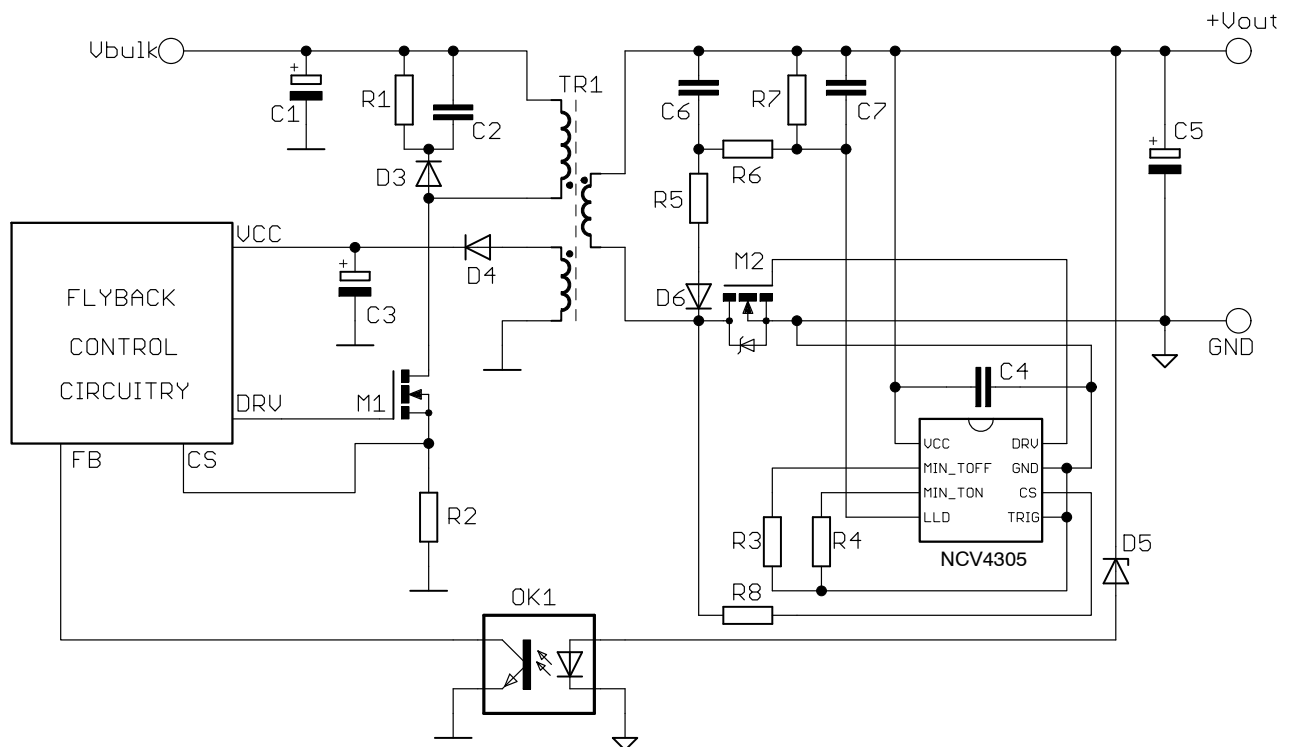 +Vout
Vbulk
TR1
C1
R1
C2
C6
R7
C7
C5
D3
R6
R5
VCC
D4
M2
D6
FLYBACK
CONTROL
CIRCUITRY
C3
GND
C4
DRV
M1
FB
CS
VCC
DRV
MIN_TOFF
GND
MIN_TON
CS
LLD
TRIG
R2
R3
R4
NCV4305
D5
R8
OK1
+
+
+